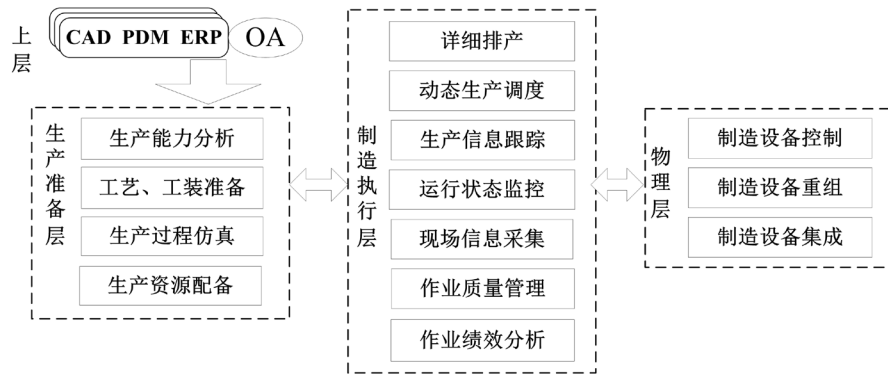 上层
CAD PDM ERP
OA
生产准备层
生产能力分析
工艺、工装准备
生产过程仿真
生产资源配备
制造执行层
详细排产
动态生产调度
生产信息跟踪
运行状态监控
现场信息采集
作业质量管理
作业绩效分析
物理层
制造设备控制
制造设备重组
制造设备集成